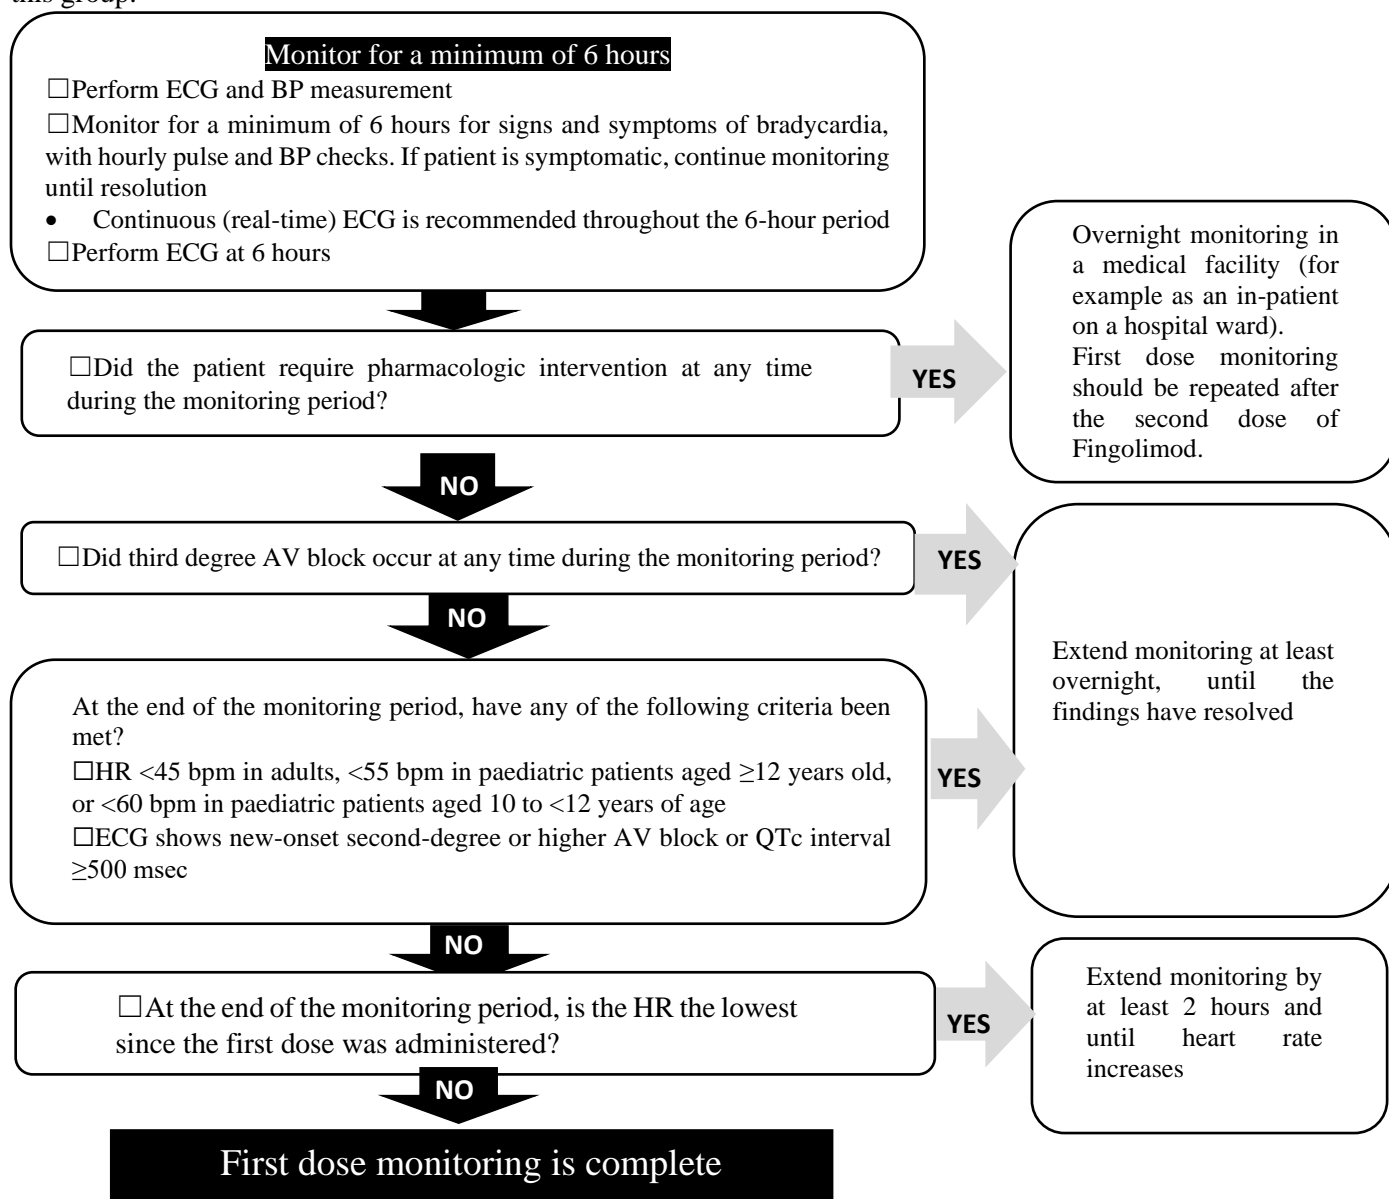 this group.
Monitor for a minimum of 6 hours
☐Perform ECG and BP measurement
☐Monitor for a minimum of 6 hours for signs and symptoms of bradycardia,
with hourly pulse and BP checks. If patient is symptomatic, continue monitoring
until resolution
• Continuous (real-time) ECG is recommended throughout the 6-hour period
☐Perform ECG at 6 hours
☐Did the patient require pharmacologic intervention at any time
during the monitoring period?
YES
Overnight monitoring in
a medical facility (for
example as an in-patient
on a hospital ward).
First dose monitoring
should be repeated after
the second dose of
Fingolimod.
NO
☐Did third degree AV block occur at any time during the monitoring period?
YES
NO
At the end of the monitoring period, have any of the following criteria been
met?
☐HR <45 bpm in adults, <55 bpm in paediatric patients aged ≥12 years old,
or <60 bpm in paediatric patients aged 10 to <12 years of age
☐ECG shows new-onset second-degree or higher AV block or QTc interval
≥500 msec
YES
Extend monitoring at least
overnight, until the
findings have resolved
NO
☐At the end of the monitoring period, is the HR the lowest
since the first dose was administered?
YES
Extend monitoring by
at least 2 hours and
until heart rate
increases
NO
First dose monitoring is complete